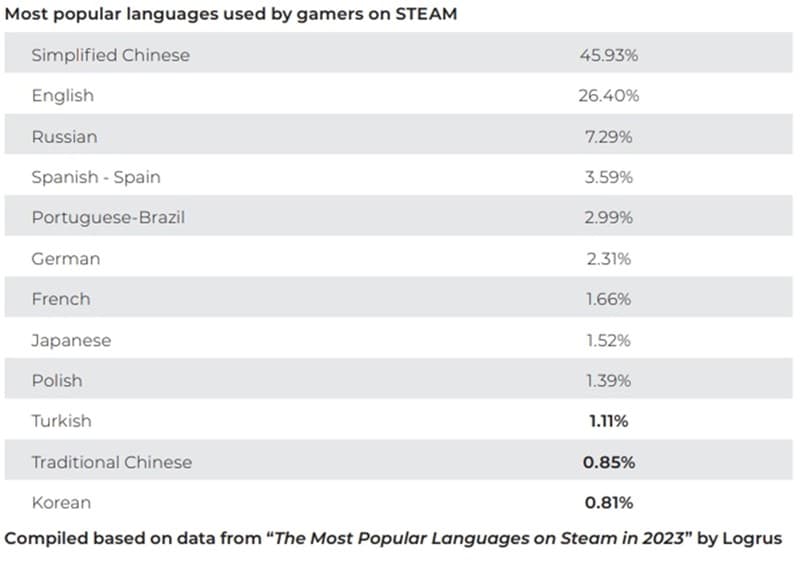 Most popular languages used by gamers on STEAM
Simplified Chinese 45.93%
English 26.40%
Russian 7.29%
Spanish - Spain 3.59%
Portuguese-Brazil 2.99%
German 2.31%
French 1.66%
Japanese 1.52%
Polish 1.39%
Turkish 1.11%
Traditional Chinese 0.85%
Korean 0.81%
Compiled based on data from “The Most Popular Languages on Steam in 2023” by Logrus